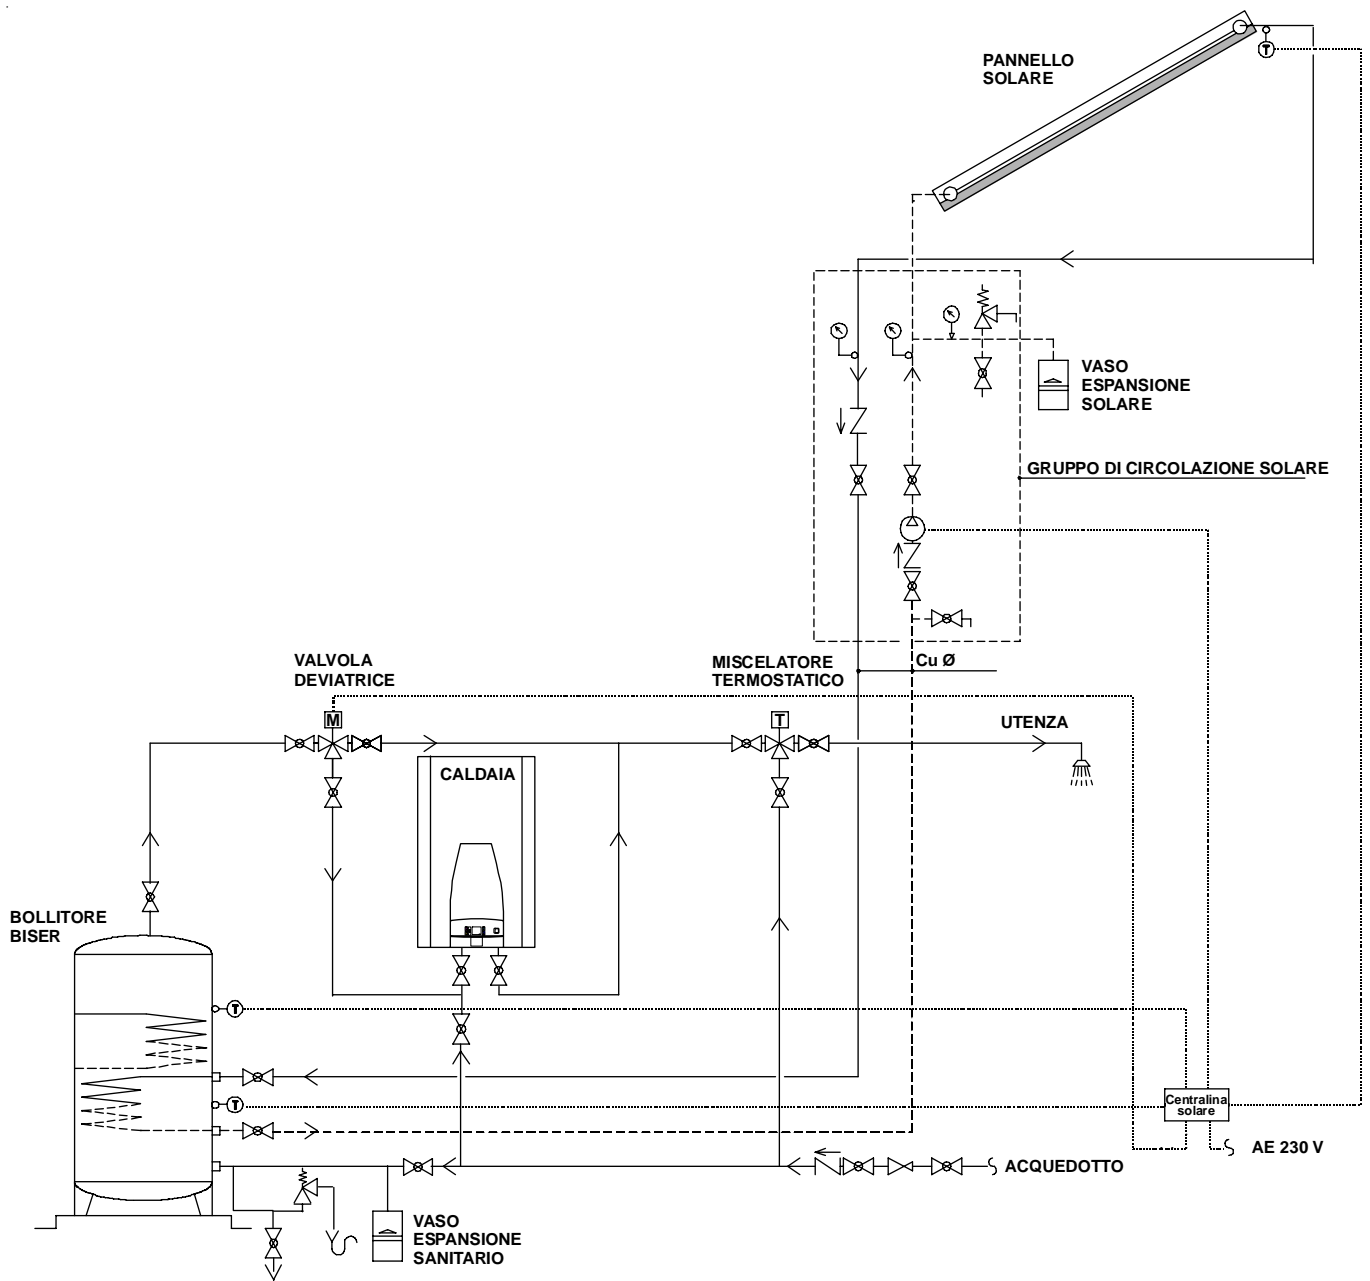 PANNELLO
SOLARE
T
VASO
ESPANSIONE
SOLARE
GRUPPO DI CIRCOLAZIONE SOLARE
VALVOLA
DEVIATRICE
MISCELATORE
TERMOSTATICO
Cu Ø
M
T
UTENZA
CALDAIA
BOLLITORE
BISER
T
T
Centralina
solare
AE 230 V
ACQUEDOTTO
VASO
ESPANSIONE
SANITARIO